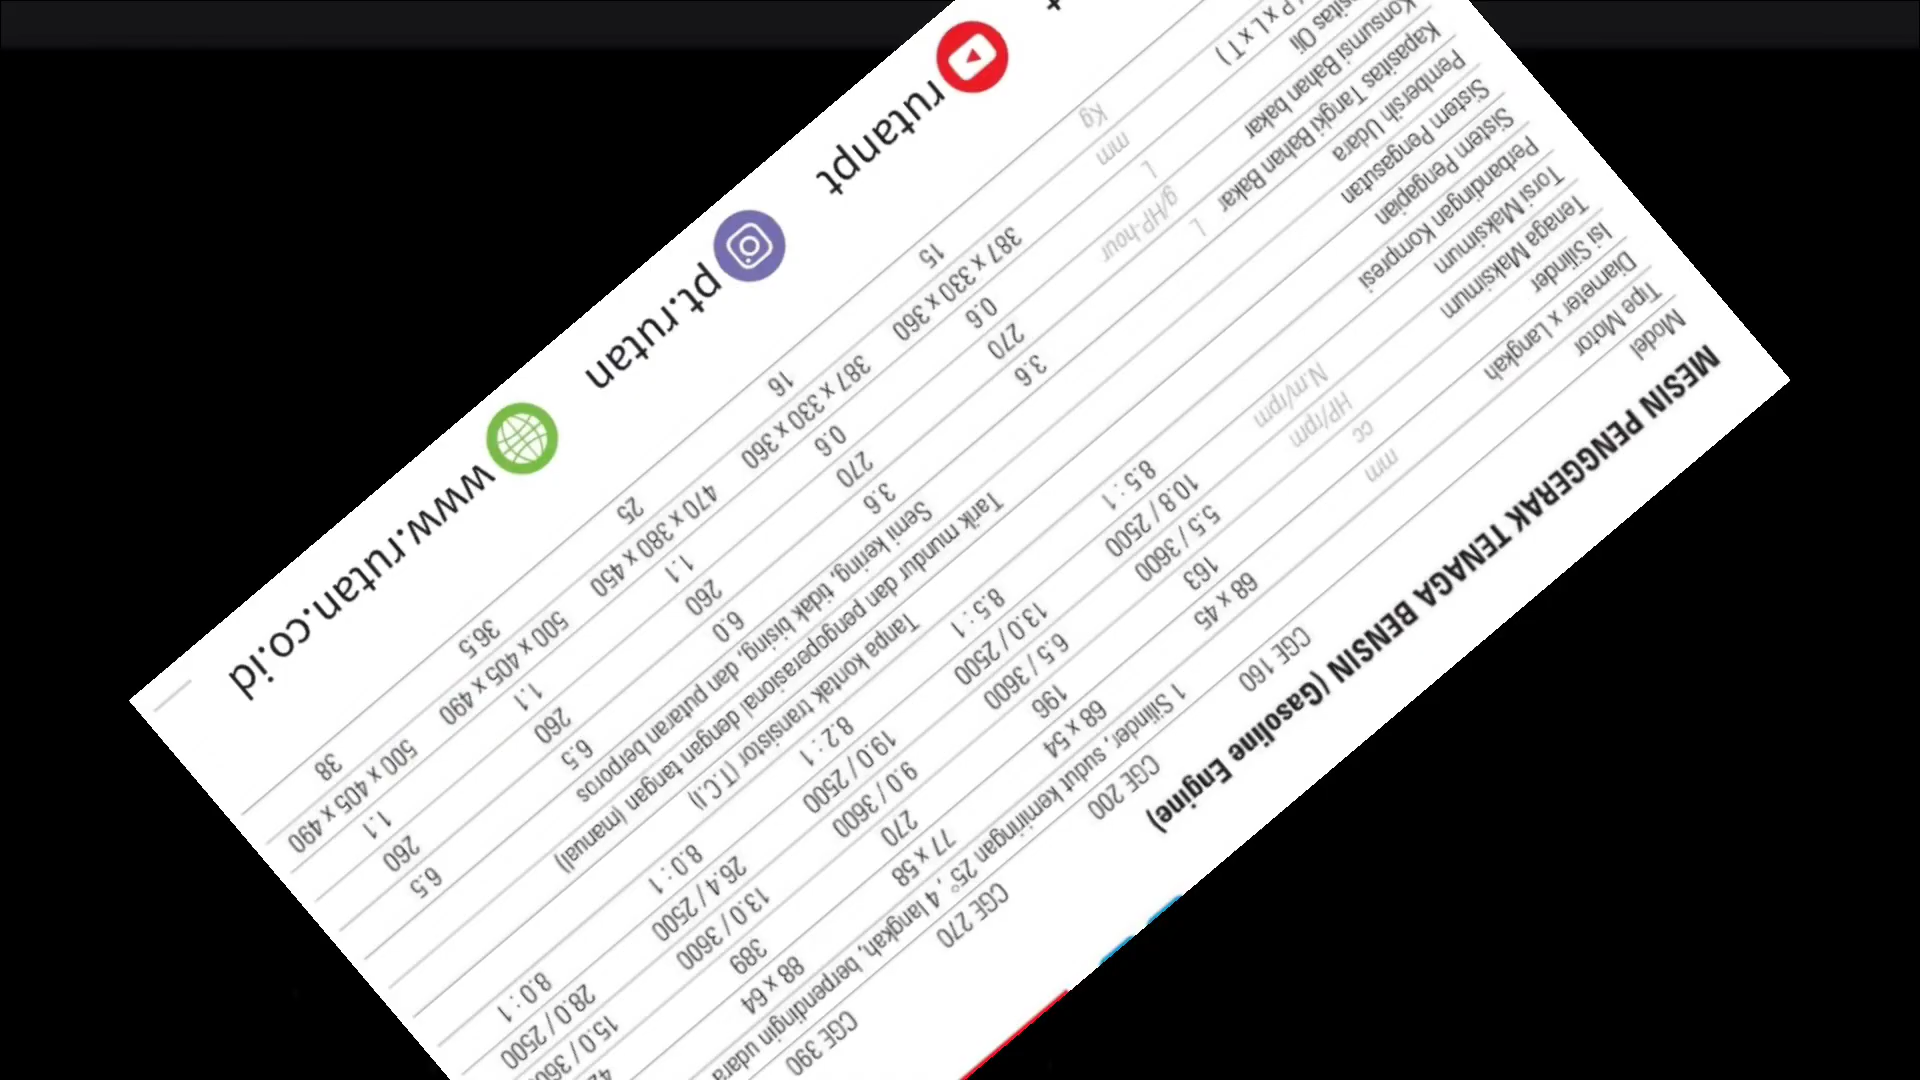 MESIN PENGGERAK TENAGA BENSIN (Gasoline Engine)
Model CGE 160 CGE 200 CGE 270 CGE 390
Tipe Motor 1 Silinder, sudut kemiringan 25°, 4 langkah, berpendingin udara
Diameter x Langkah mm 68 x 45 68 x 54 77 x 58 88 x 64
Isi Silinder cc 163 196 270 389
Tenaga Maksimum HP/rpm 5.5 / 3600 6.5 / 3600 9.0 / 3600 13.0 / 3600 15.0 / 360
Torsi Maksimum N.m/rpm 10.8 / 2500 13.0 / 2500 19.0 / 2500 26.4 / 2500 28.0 / 2500
Perbandingan Kompresi 8.5 : 1 8.5 : 1 8.2 : 1 8.0 : 1 8.0 : 1
Sistem Pengapian Tanpa kontak transistor (T.C.I)
Sistem Pengasutan Tarik mundur dan pengoperasional dengan tangan (manual)
Pembersih Udara Semi kering, tidak bising, dan putaran berporos
Kapasitas Tangki Bahan Bakar L 3.6 3.6 6.0 6.5 6.5
Konsumsi Bahan bakar g/HP-hour 270 270 260 260 260
sitas Oli L 0.6 0.6 1.1 1.1 1.1
P x L x T ) mm 387 x 330 x 360 387 x 330 x 360 470 x 380 x 450 500 x 405 x 490 500 x 405 x 490
Kg 15 16 25 36.5 38
rutanpt pt.rutan www.rutan.co.id